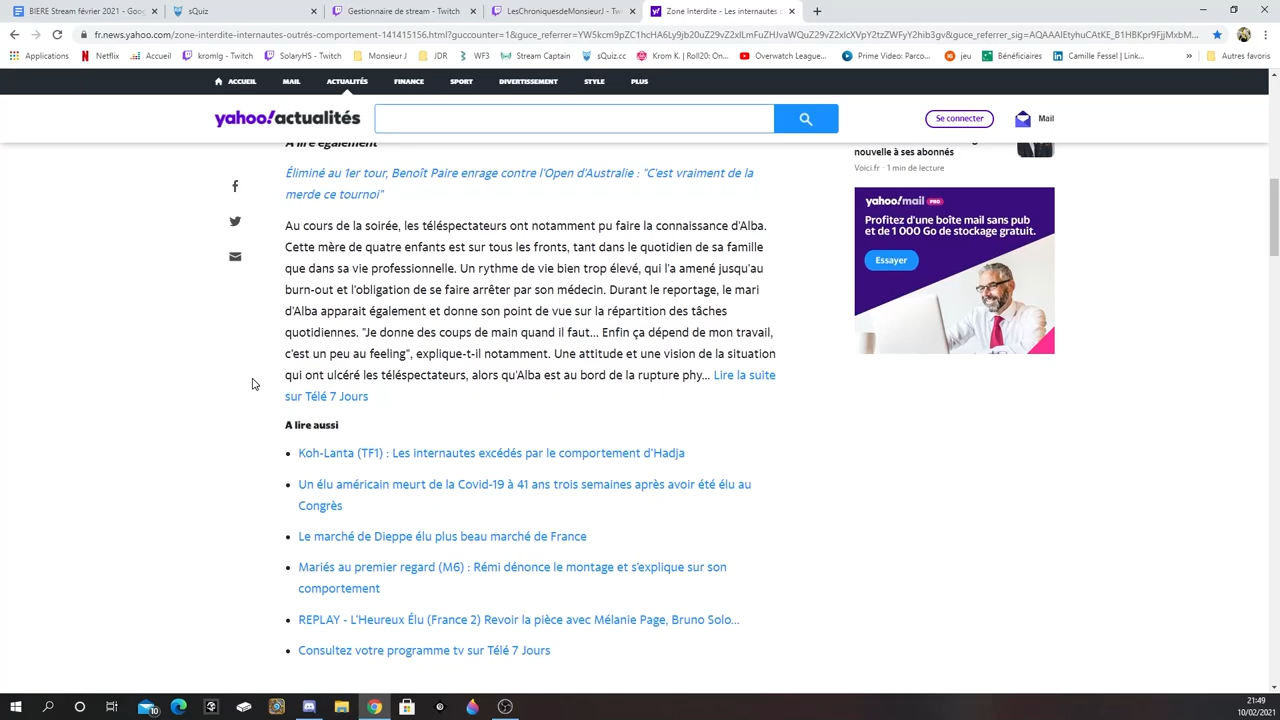 BIERE Stream février 2021 - Goo
sQuiz
Gestionnaire de stream - Twitch
LesChroniquesdeMonsieurJ - Twi
Zone Interdite - Les internautes o
fr.news.yahoo.com/zone-interdite-internautes-outrés-comportement-141415156.html?guccounter=1&guce_referrer=
Applications
Netflix
Accueil
kromlg - Twitch
SolaryHS - Twitch
Monsieur J
JDR
WF3
Stream Captain
sQuiz.cc
Krom K. | Roll20: On...
Overwatch League...
Prime Video: Parco...
jeu
Bénéficiaires
Camille Fessel | Link...
»
Autres favoris
ACCUEIL
MAIL
ACTUALITÉS
FINANCE
SPORT
DIVERTISSEMENT
STYLE
PLUS
yahoo!actualités
Se connecter
Mail
A lire également
nouvelle à ses abonnés
Voici.fr · 1 min de lecture
Éliminé au 1er tour, Benoît Paire enrage contre l'Open d'Australie : "C'est vraiment de la
merde ce tournoi"
Au cours de la soirée, les téléspectateurs ont notamment pu faire la connaissance d'Alba.
Cette mère de quatre enfants est sur tous les fronts, tant dans le quotidien de sa famille
que dans sa vie professionnelle. Un rythme de vie bien trop élevé, qui l'a amené jusqu'au
burn-out et l'obligation de se faire arrêter par son médecin. Durant le reportage, le mari
d'Alba apparait également et donne son point de vue sur la répartition des tâches
quotidiennes. "Je donne des coups de main quand il faut... Enfin ça dépend de mon travail,
c'est un peu au feeling", explique-t-il notamment. Une attitude et une vision de la situation
qui ont ulcéré les téléspectateurs, alors qu'Alba est au bord de la rupture phy... Lire la suite
sur Télé 7 Jours
yahoo!mail PRO
Profitez d'une boîte mail sans pub
et de 1 000 Go de stockage gratuit.
Essayer
A lire aussi
Koh-Lanta (TF1) : Les internautes excédés par le comportement d'Hadja
Un élu américain meurt de la Covid-19 à 41 ans trois semaines après avoir été élu au
Congrès
Le marché de Dieppe élu plus beau marché de France
Mariés au premier regard (M6) : Rémi dénonce le montage et s'explique sur son
comportement
REPLAY - L'Heureux Élu (France 2) Revoir la pièce avec Mélanie Page, Bruno Solo...
Consultez votre programme tv sur Télé 7 Jours
10
21:49
10/02/2021